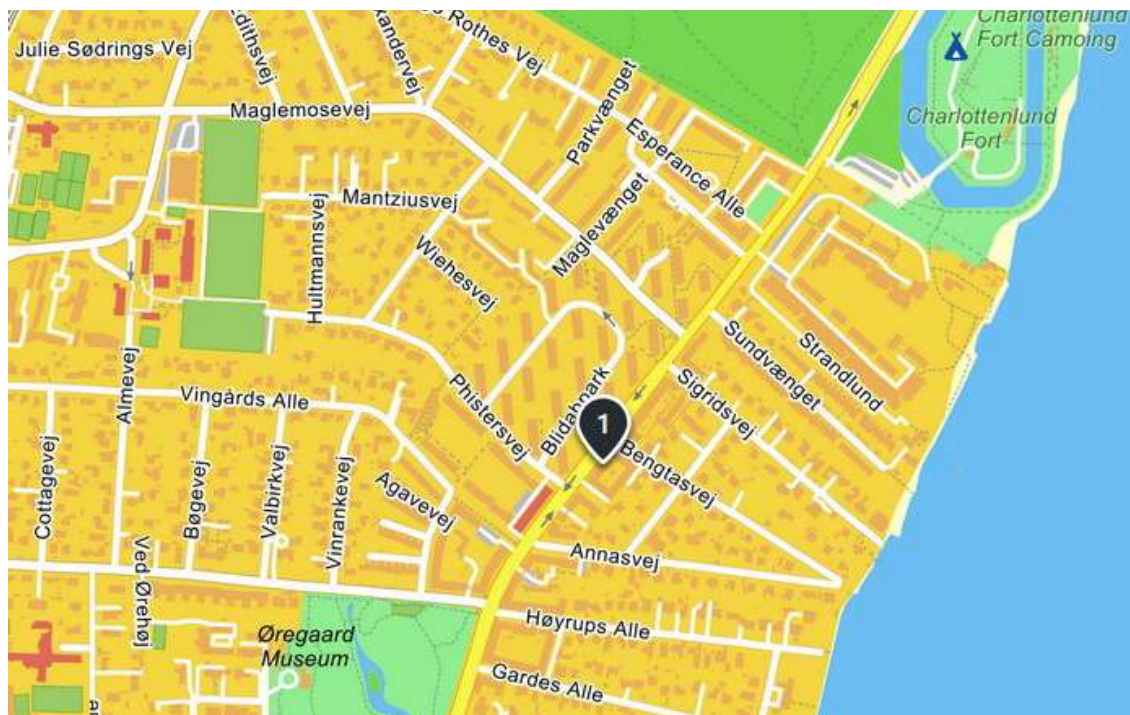 Charlottenlund
Fort Camping
Rothes Vej
Edithsvej
xandervej
Julie Sødrings Vej
Maglemosevej
Parkvænget
Esperance Alle
Charlottenlund
Fort
Mantziusvej
Hultmannsvej
Wiehesvej
Maglevænget
Sundvænget
Strandlund
Almevej
Vingårds Alle
Phistersvej
Blidahpark
Sigridsvej
1
Bengtasvej
Cottagevej
Bøgevej
Valbirkvej
Vinrankevej
Agavevej
Ved Ørehøj
Annasvej
Høyrups Alle
Øregaard
Museum
Gardes Alle